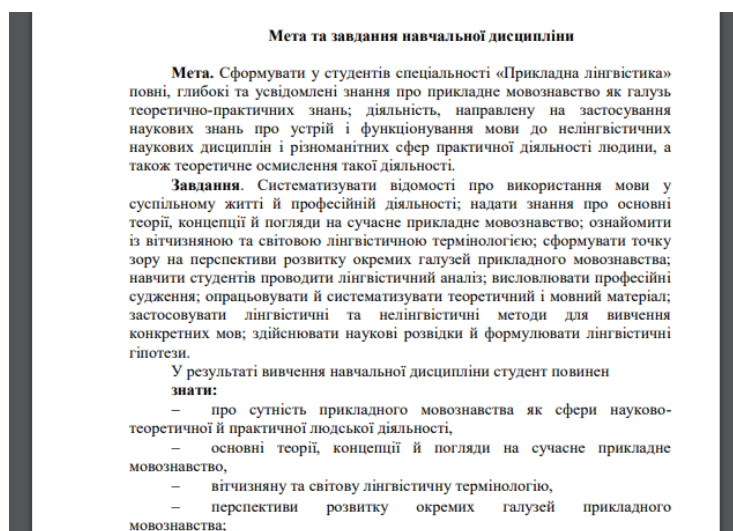 Мета та завдання навчальної дисципліни
Мета. Сформувати у студентів спеціальності «Прикладна лінгвістика»
повні, глибокі та усвідомлені знання про прикладне мовознавство як галузь
теоретично-практичних знань; діяльність, направлену на застосування
наукових знань про устрій і функціонування мови до нелінгвістичних
наукових дисциплін і різноманітних сфер практичної діяльності людини, а
також теоретичне осмислення такої діяльності.
Завдання. Систематизувати відомості про використання мови у
суспільному житті й професійній діяльності; надати знання про основні
теорії, концепції й погляди на сучасне прикладне мовознавство; ознайомити
із вітчизняною та світовою лінгвістичною термінологією; сформувати точку
зору на перспективи розвитку окремих галузей прикладного мовознавства;
навчити студентів проводити лінгвістичний аналіз; висловлювати професійні
судження; опрацьовувати й систематизувати теоретичний і мовний матеріал;
застосовувати лінгвістичні та нелінгвістичні методи для вивчення
конкретних мов; здійснювати наукові розвідки й формулювати лінгвістичні
гіпотези.
У результаті вивчення навчальної дисципліни студент повинен
знати:
– про сутність прикладного мовознавства як сфери науково-
теоретичної й практичної людської діяльності,
– основні теорії, концепції й погляди на сучасне прикладне
мовознавство,
– вітчизняну та світову лінгвістичну термінологію,
– перспективи розвитку окремих галузей прикладного
мовознавства;